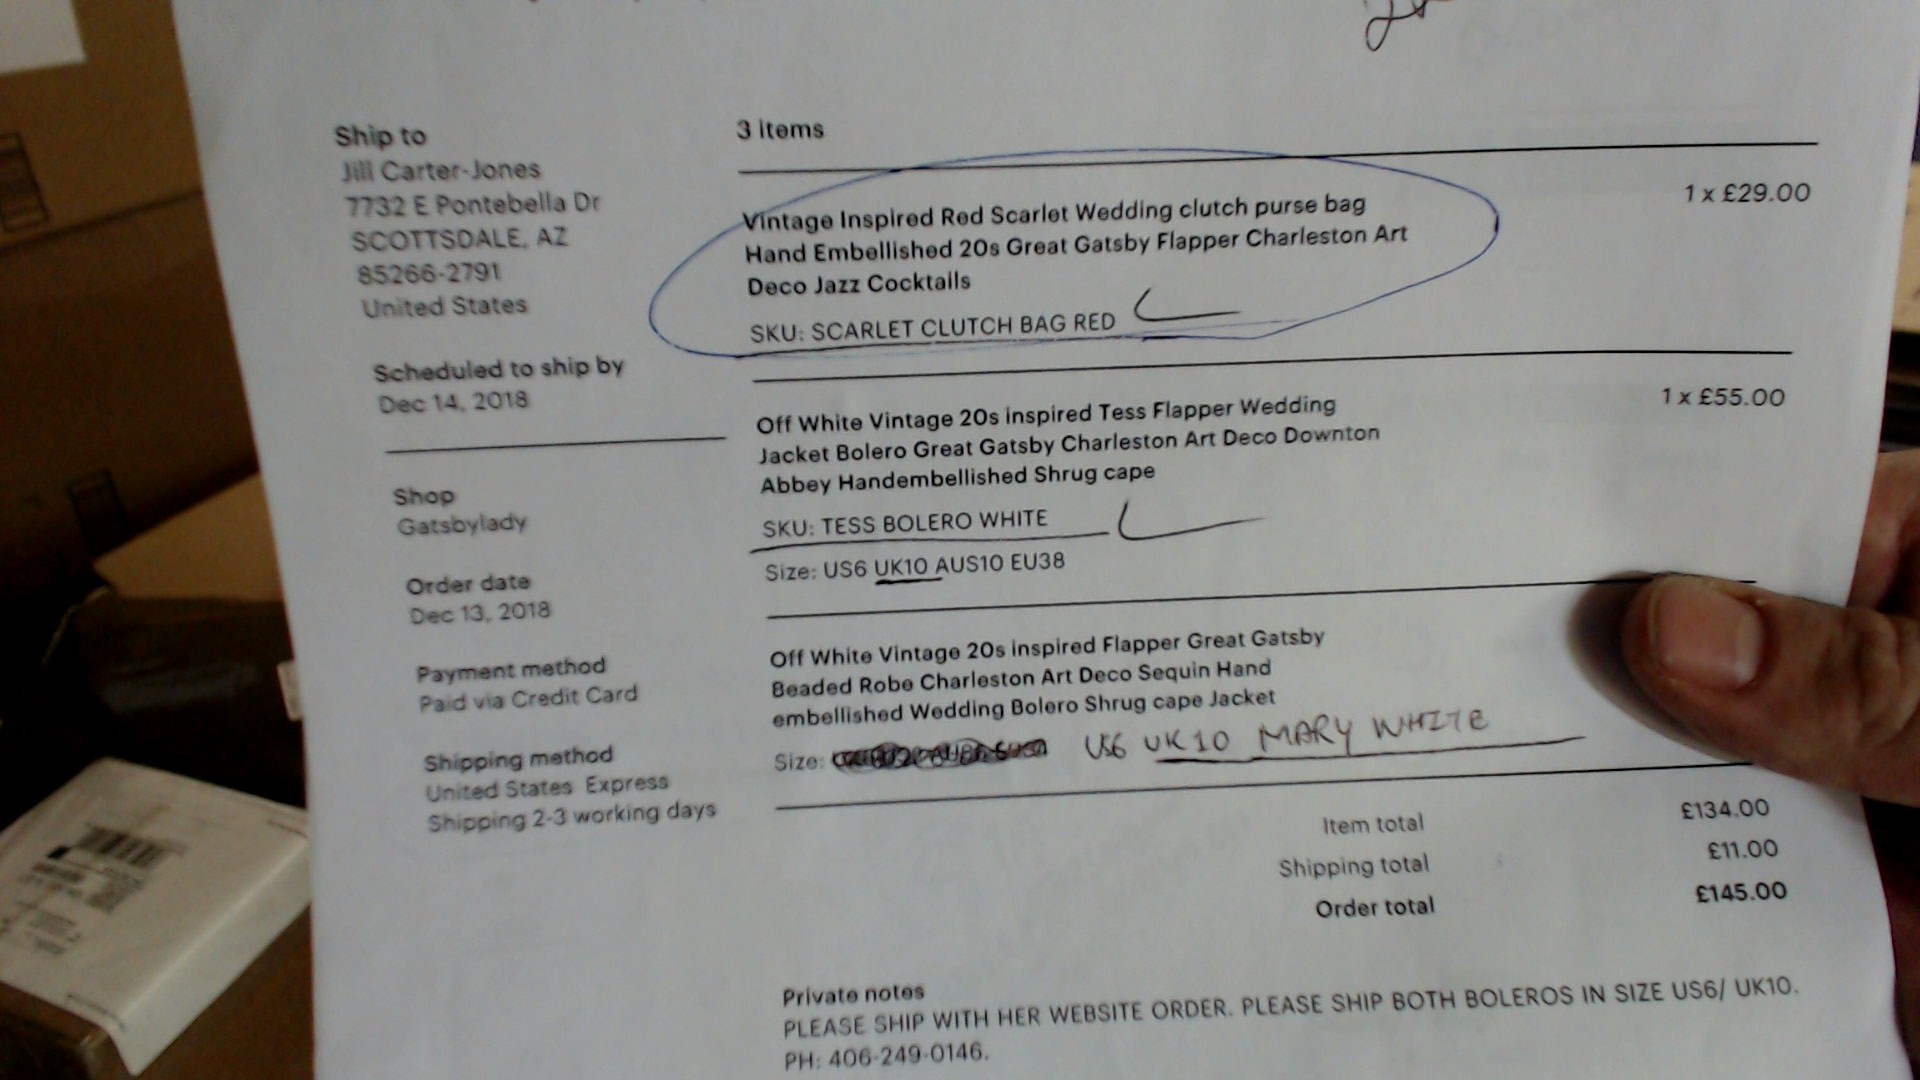 Ship to
Jill Carter-Jones
7732 E Pontebella Dr
SCOTTSDALE, AZ
85266-2791
United States
Scheduled to ship by
Dec 14, 2018
Shop
Gatsbylady
Order date
Dec 13, 2018
Payment method
Paid via Credit Card
Shipping method
United States Express
Shipping 2-3 working days
3 items
Vintage Inspired Red Scarlet Wedding clutch purse bag
Hand Embellished 20s Great Gatsby Flapper Charleston Art
Deco Jazz Cocktails
SKU: SCARLET CLUTCH BAG RED
1 x £29.00
Off White Vintage 20s inspired Tess Flapper Wedding
Jacket Bolero Great Gatsby Charleston Art Deco Downton
Abbey Handembellished Shrug cape
SKU: TESS BOLERO WHITE
Size: US6 UK10 AUS10 EU38
1 x £55.00
Off White Vintage 20s inspired Flapper Great Gatsby
Beaded Robe Charleston Art Deco Sequin Hand
embellished Wedding Bolero Shrug cape Jacket
Size: US6 UK10 MARY WHITE
Item total £134.00
Shipping total £11.00
Order total £145.00
Private notes
PLEASE SHIP WITH HER WEBSITE ORDER. PLEASE SHIP BOTH BOLEROS IN SIZE US6/ UK10.
PH: 406-249-0146.